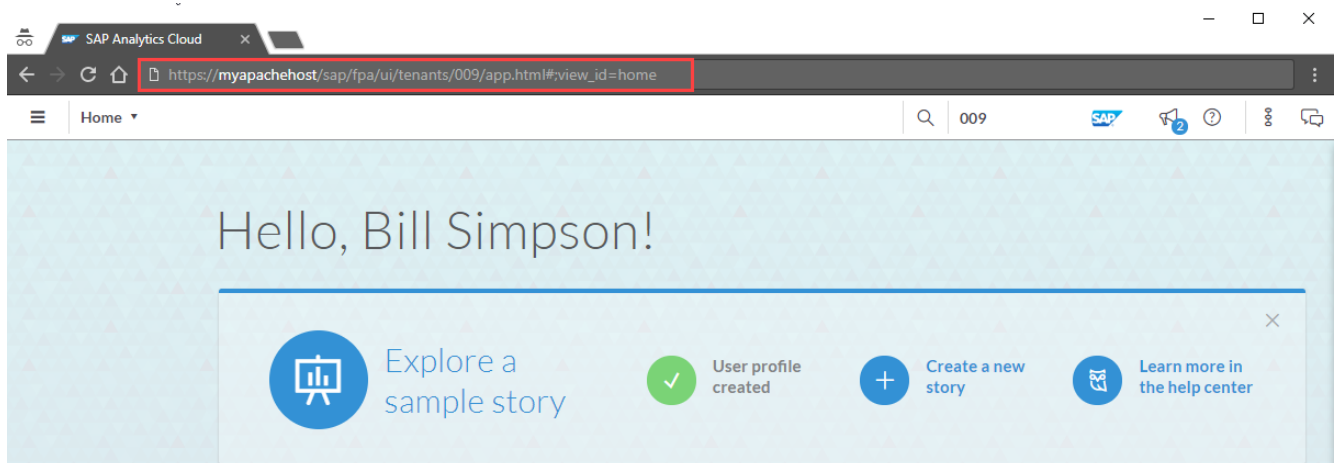 SAP SAP Analytics Cloud
https://myapachehost/sap/fpa/ui/tenants/009/app.html#;view_id=home
Home 009 SAP 2
Hello, Bill Simpson!
Explore a
sample story
User profile
created
Create a new
story
Learn more in
the help center